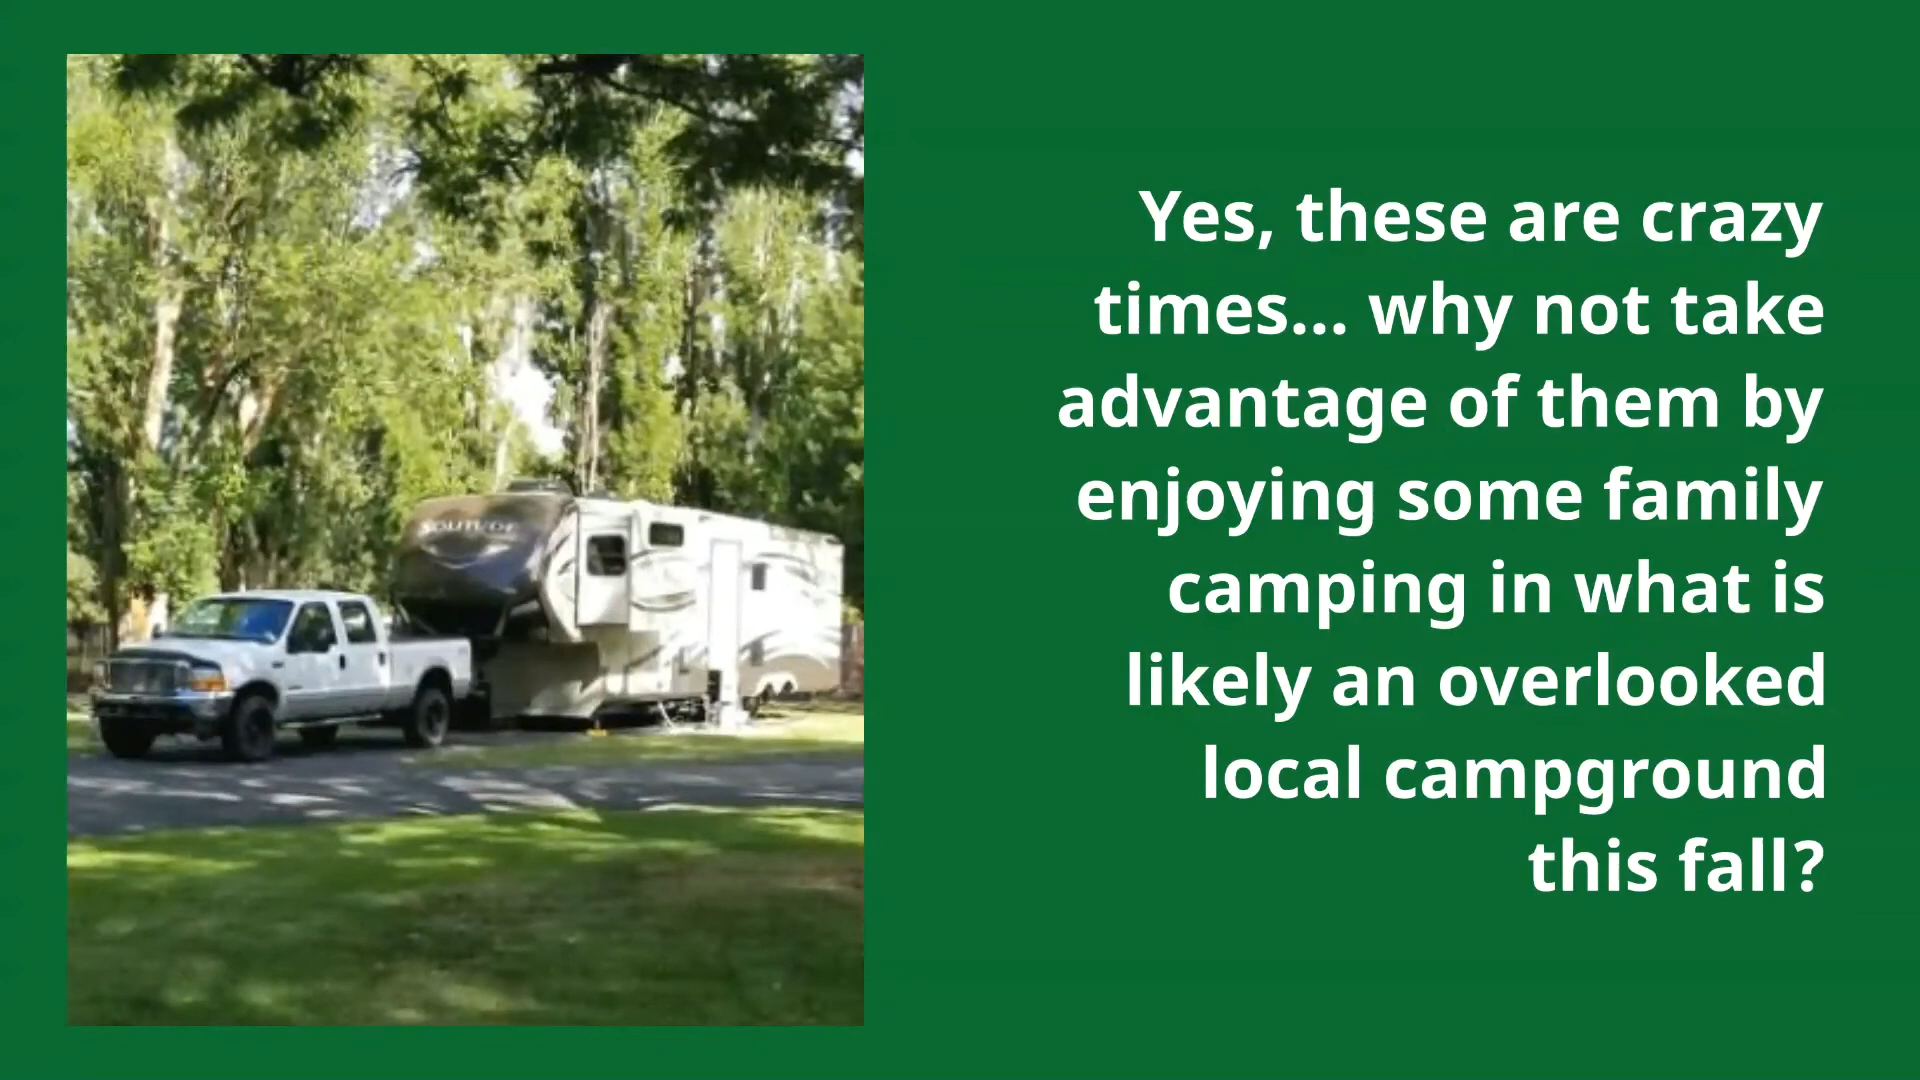 SOLITUDE
Yes, these are crazy
times... why not take
advantage of them by
enjoying some family
camping in what is
likely an overlooked
local campground
this fall?